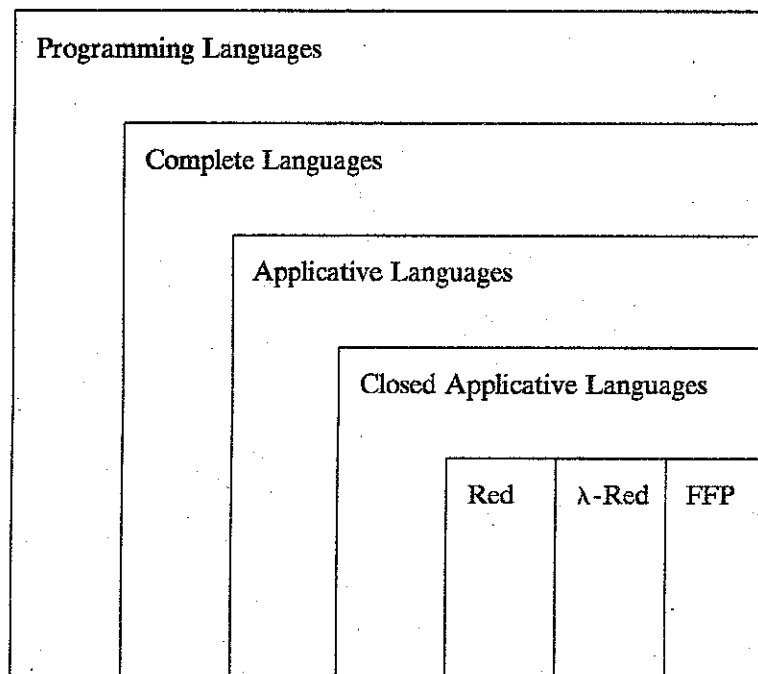 Programming Languages
Complete Languages
Applicative Languages
Closed Applicative Languages
Red λ-Red FFP